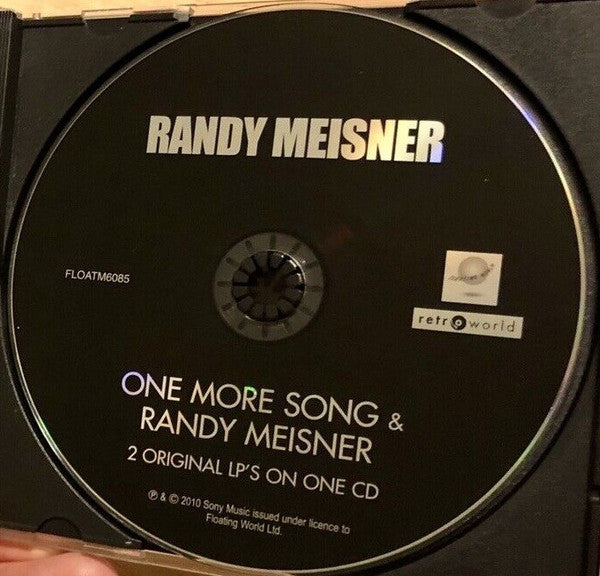 RANDY MEISNER
FLOATM6085
retroworld
ONE MORE SONG &
RANDY MEISNER
2 ORIGINAL LP'S ON ONE CD
℗ & © 2010 Sony Music issued under licence to
Floating World Ltd.